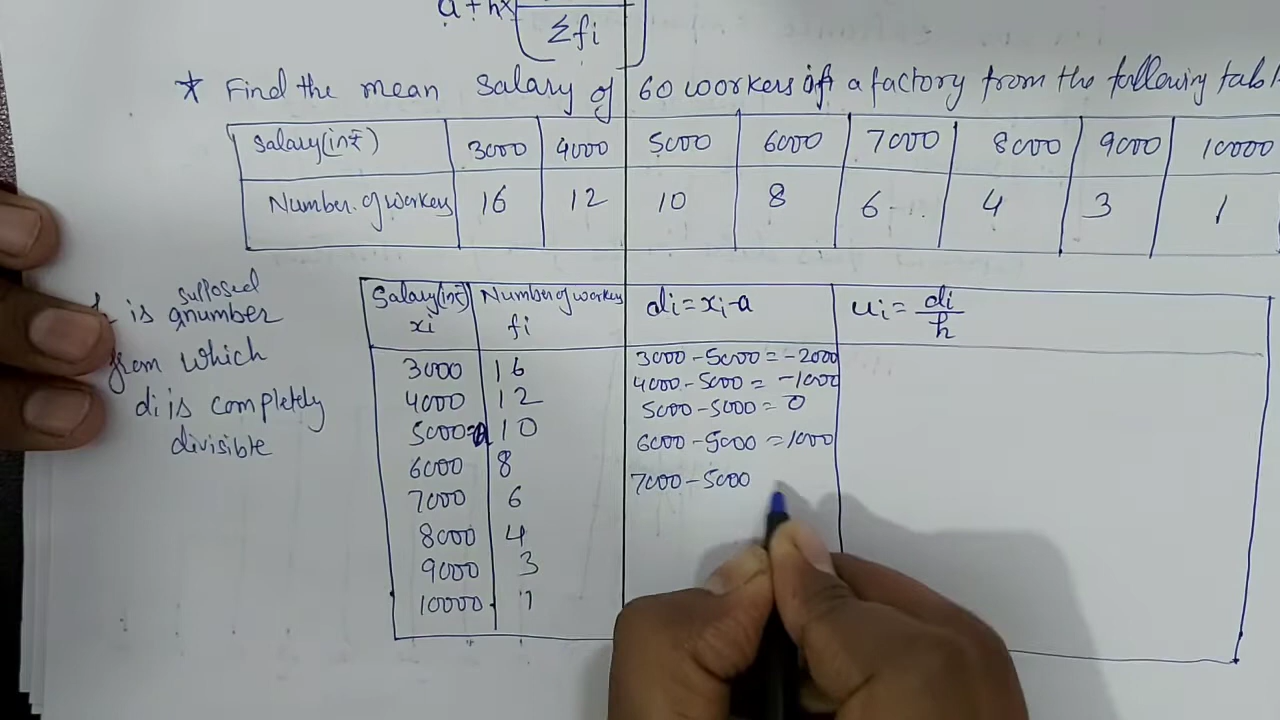 a + h×
Σfi
* Find the mean salary of 60 workers of a factory from the following
Salary(in₹) 3000 4000 5000 6000 7000 8000 9000 10000
Number of workers 16 12 10 8 6 4 3 1
is supposed
a number
from which
di is completely
divisible
Salary(in₹) xi Number of workers fi di = xi - a ui = di/h
3000 16 3000 - 5000 = -2000
4000 12 4000 - 5000 = -1000
5000 = a 10 5000 - 5000 = 0
6000 8 6000 - 5000 = 1000
7000 6 7000 - 5000
8000 4
9000 3
10000 1